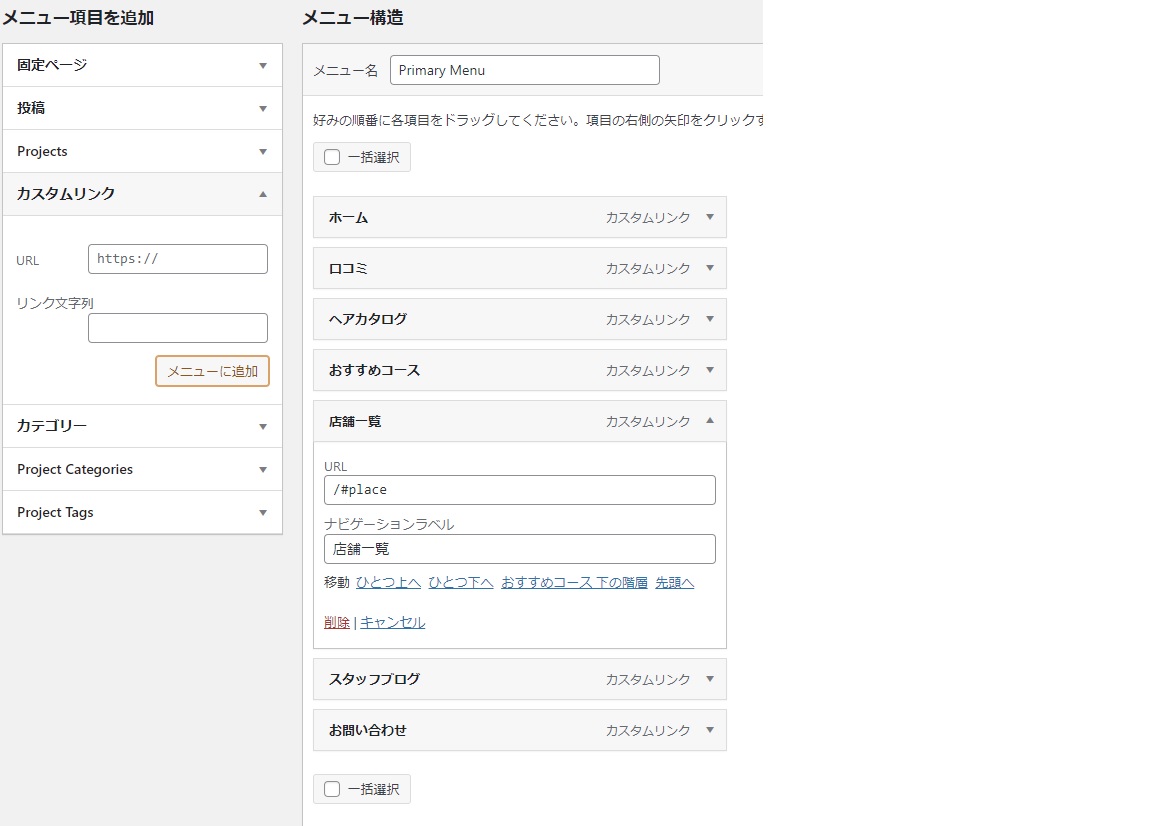 メニュー項目を追加
固定ページ
投稿
Projects
カスタムリンク
URL
https://
リンク文字列
メニューに追加
カテゴリー
Project Categories
Project Tags
メニュー構造
メニュー名
Primary Menu
好みの順番に各項目をドラッグしてください。項目の右側の矢印をクリックす
一括選択
ホーム カスタムリンク
口コミ カスタムリンク
ヘアカタログ カスタムリンク
おすすめコース カスタムリンク
店舗一覧 カスタムリンク
URL
/#place
ナビゲーションラベル
店舗一覧
移動 ひとつ上へ ひとつ下へ おすすめコース 下の階層 先頭へ
削除 | キャンセル
スタッフブログ カスタムリンク
お問い合わせ カスタムリンク
一括選択